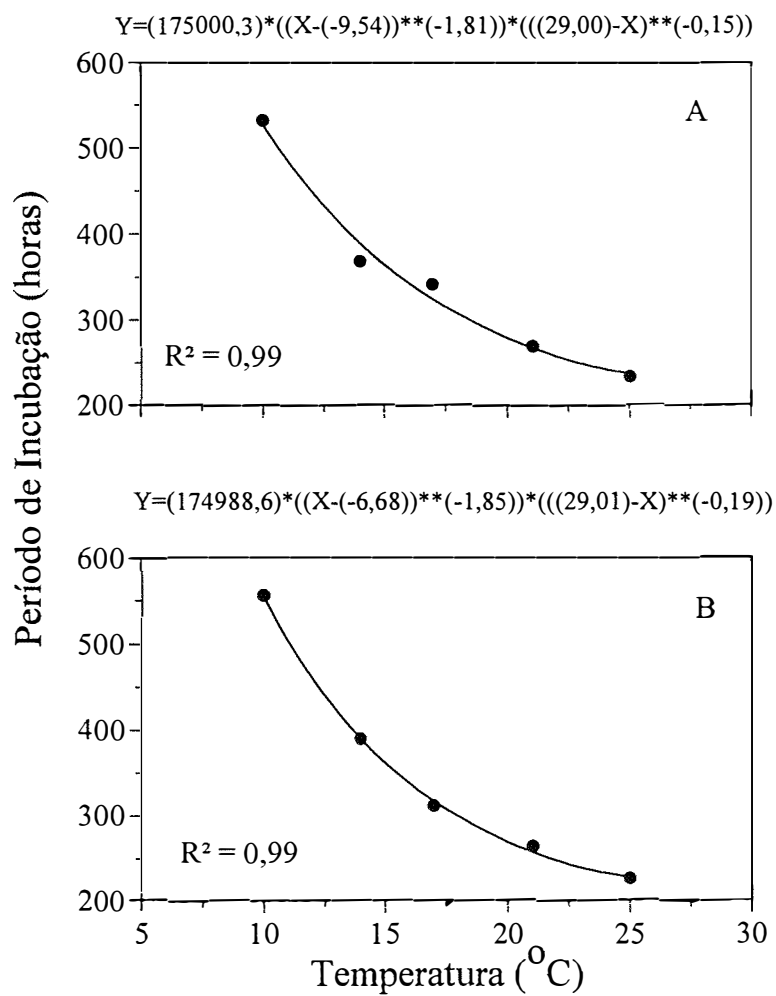 Y=(175000,3)*((X-(-9,54))**(-1,81))*(((29,00)-X)**(-0,15))
600
500
400
300
200
A
R² = 0,99
Período de Incubação (horas)
Y=(174988,6)*((X-(-6,68))**(-1,85))*(((29,01)-X)**(-0,19))
600
500
400
300
200
B
R² = 0,99
5 10 15 20 25 30
Temperatura (°C)